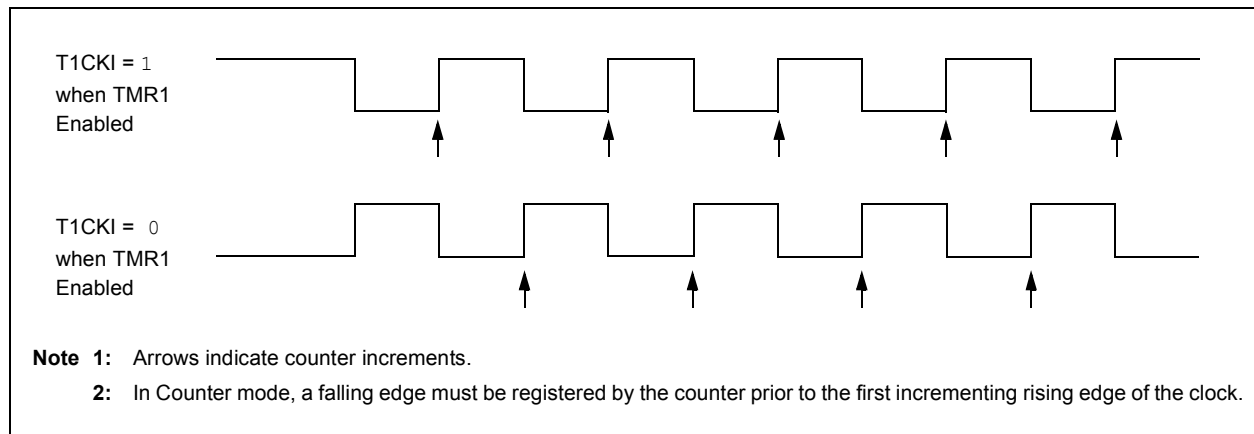 T1CKI = 1
when TMR1
Enabled
T1CKI = 0
when TMR1
Enabled
Note 1: Arrows indicate counter increments.
2: In Counter mode, a falling edge must be registered by the counter prior to the first incrementing rising edge of the clock.